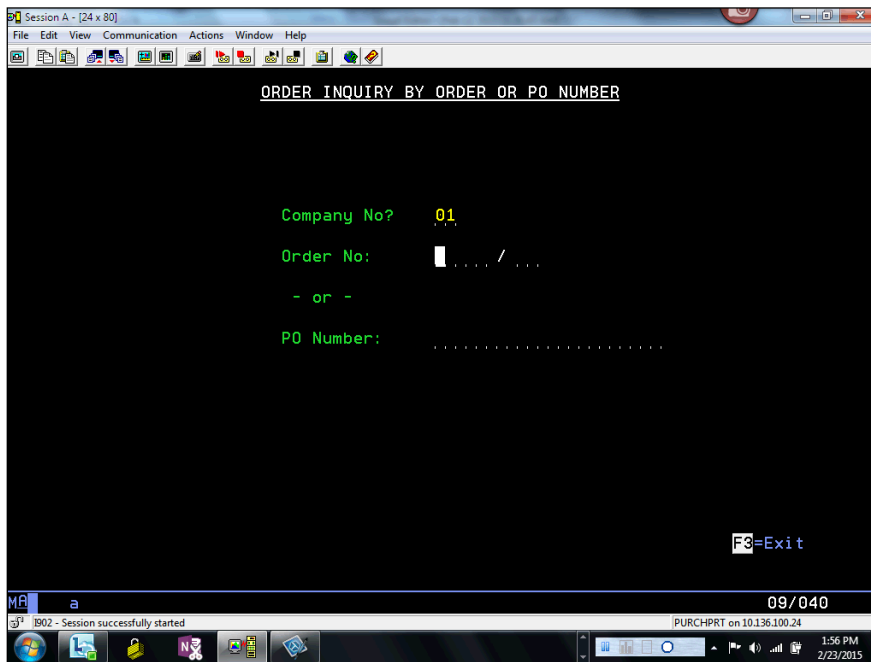 Session A - [24 x 80]
File Edit View Communication Actions Window Help
ORDER INQUIRY BY ORDER OR PO NUMBER
Company No? 01
Order No: /
- or -
PO Number:
F3=Exit
MA a 09/040
I902 - Session successfully started PURCHPRT on 10.136.100.24
1:56 PM
2/23/2015